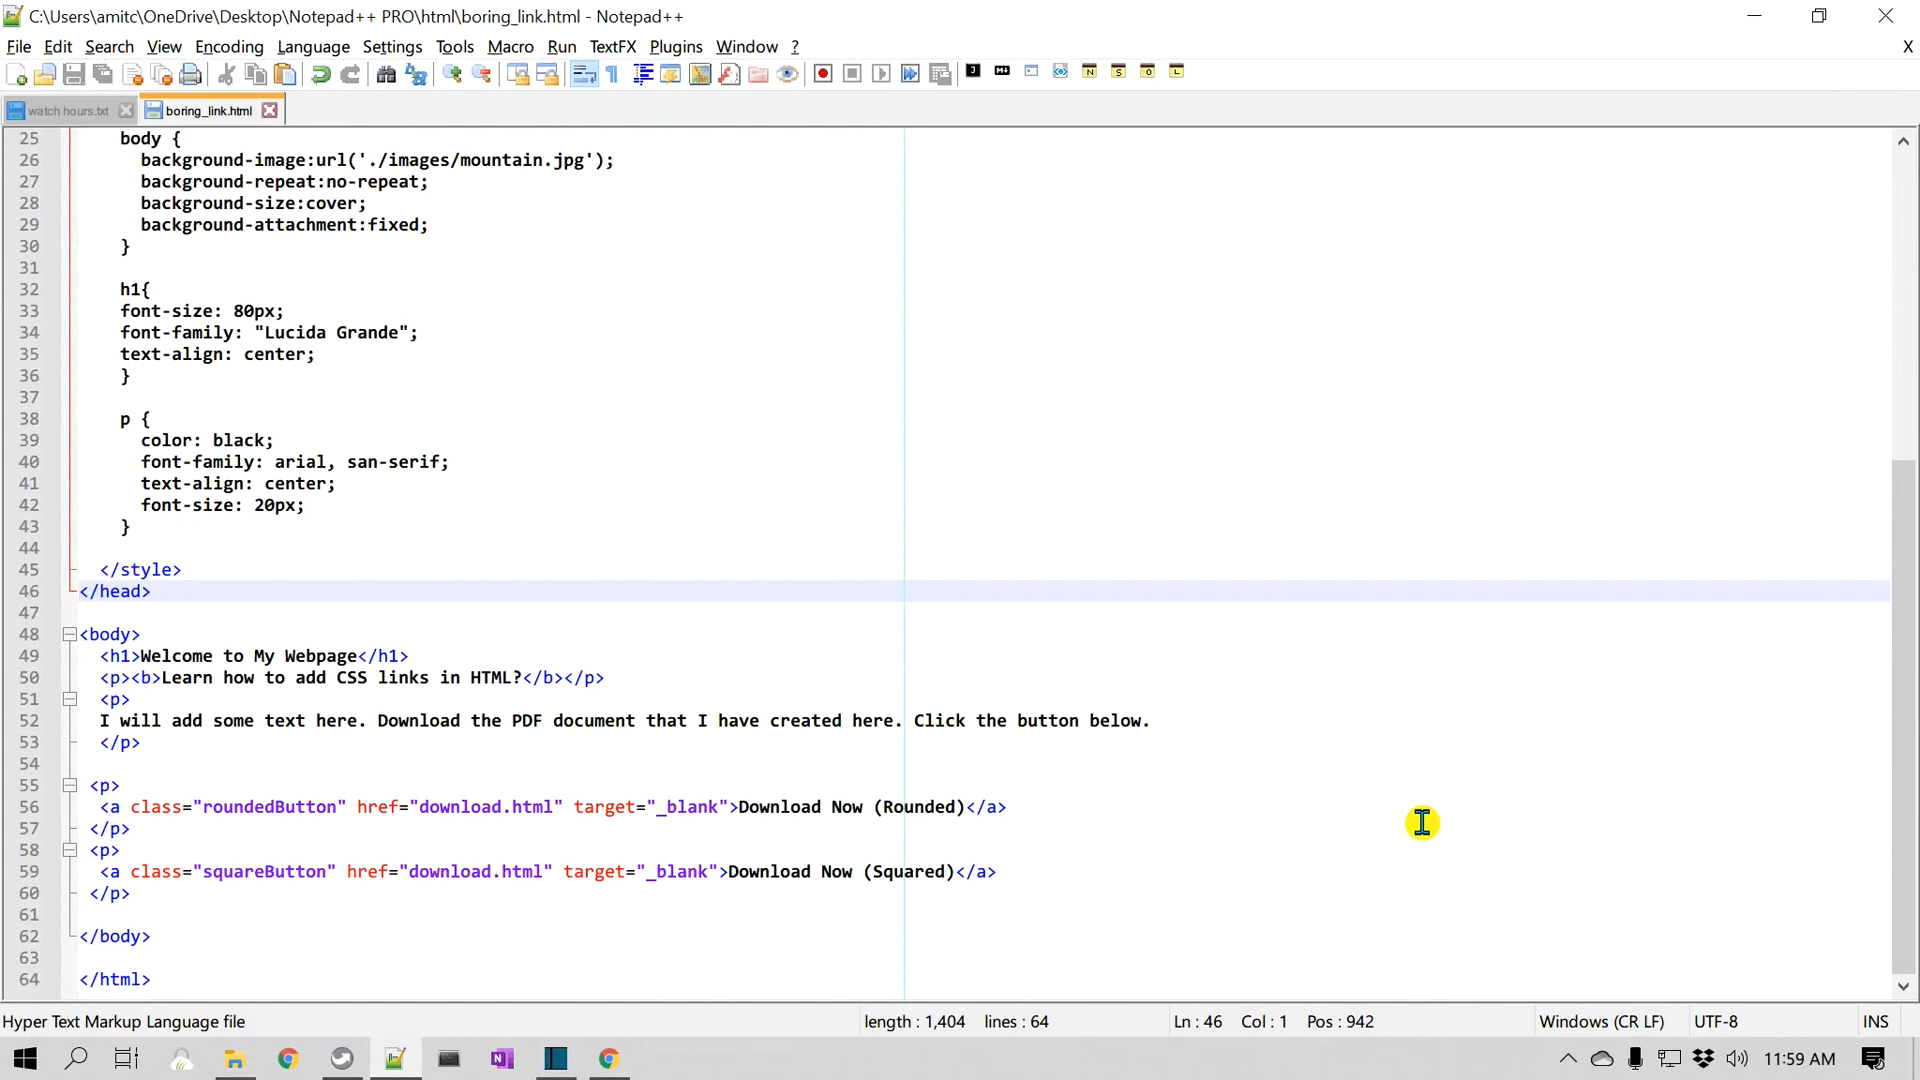 C:\Users\amitc\OneDrive\Desktop\Notepad++ PRO\html\boring_link.html - Notepad++
File Edit Search View Encoding Language Settings Tools Macro Run TextFX Plugins Window ? X
watch hours.txt boring_link.html
25 body {
26 background-image:url('./images/mountain.jpg');
27 background-repeat:no-repeat;
28 background-size:cover;
29 background-attachment:fixed;
30 }
31
32 h1{
33 font-size: 80px;
34 font-family: "Lucida Grande";
35 text-align: center;
36 }
37
38 p {
39 color: black;
40 font-family: arial, san-serif;
41 text-align: center;
42 font-size: 20px;
43 }
44
45 </style>
46 </head>
47
48 <body>
49 <h1>Welcome to My Webpage</h1>
50 <p><b>Learn how to add CSS links in HTML?</b></p>
51 <p>
52 I will add some text here. Download the PDF document that I have created here. Click the button below.
53 </p>
54
55 <p>
56 <a class="roundedButton" href="download.html" target="_blank">Download Now (Rounded)</a>
57 </p>
58 <p>
59 <a class="squareButton" href="download.html" target="_blank">Download Now (Squared)</a>
60 </p>
61
62 </body>
63
64 </html>
Hyper Text Markup Language file length : 1,404 lines : 64 Ln : 46 Col : 1 Pos : 942 Windows (CR LF) UTF-8 INS
11:59 AM